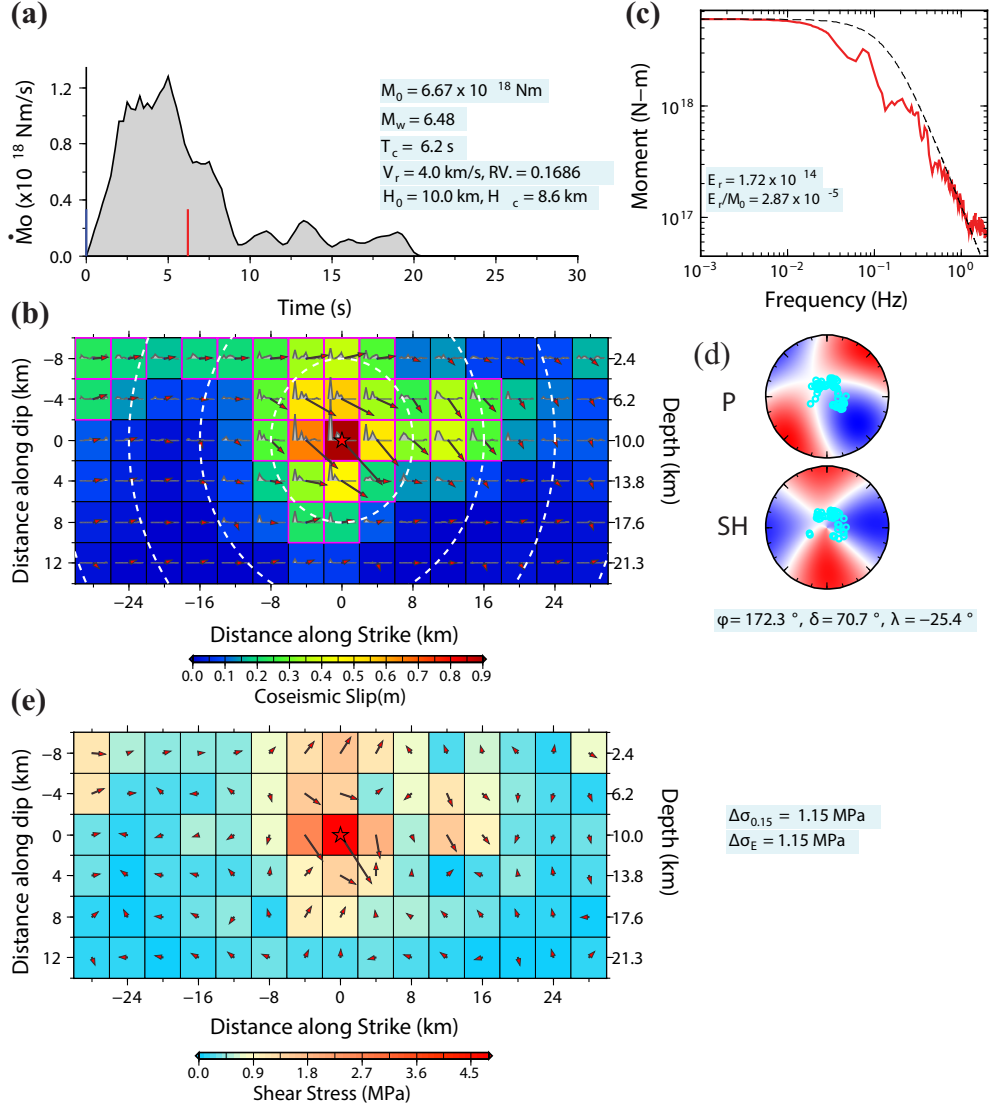 (a)
Ṁo (x10 18 Nm/s)
1.2
0.8
0.4
0.0
0 5 10 15 20 25 30
Time (s)
M0 = 6.67 x 10 18 Nm
Mw = 6.48
Tc = 6.2 s
Vr = 4.0 km/s, RV. = 0.1686
H0 = 10.0 km, H c = 8.6 km
(c)
Moment (N−m)
10^18
10^17
E r = 1.72 x 10 14
E r/M0 = 2.87 x 10 -5
10^−3 10^−2 10^−1 10^0
Frequency (Hz)
(b)
Distance along dip (km)
−8 2.4
−4 6.2
0 10.0
4 13.8
8 17.6
12 21.3
Depth (km)
−24 −16 −8 0 8 16 24
Distance along Strike (km)
0.0 0.1 0.2 0.3 0.4 0.5 0.6 0.7 0.8 0.9
Coseismic Slip(m)
(d)
P
SH
φ= 172.3 °, δ= 70.7 °, λ = −25.4 °
(e)
Distance along dip (km)
−8 2.4
−4 6.2
0 10.0
4 13.8
8 17.6
12 21.3
Depth (km)
−24 −16 −8 0 8 16 24
Distance along Strike (km)
0.0 0.9 1.8 2.7 3.6 4.5
Shear Stress (MPa)
Δσ0.15 = 1.15 MPa
ΔσE = 1.15 MPa